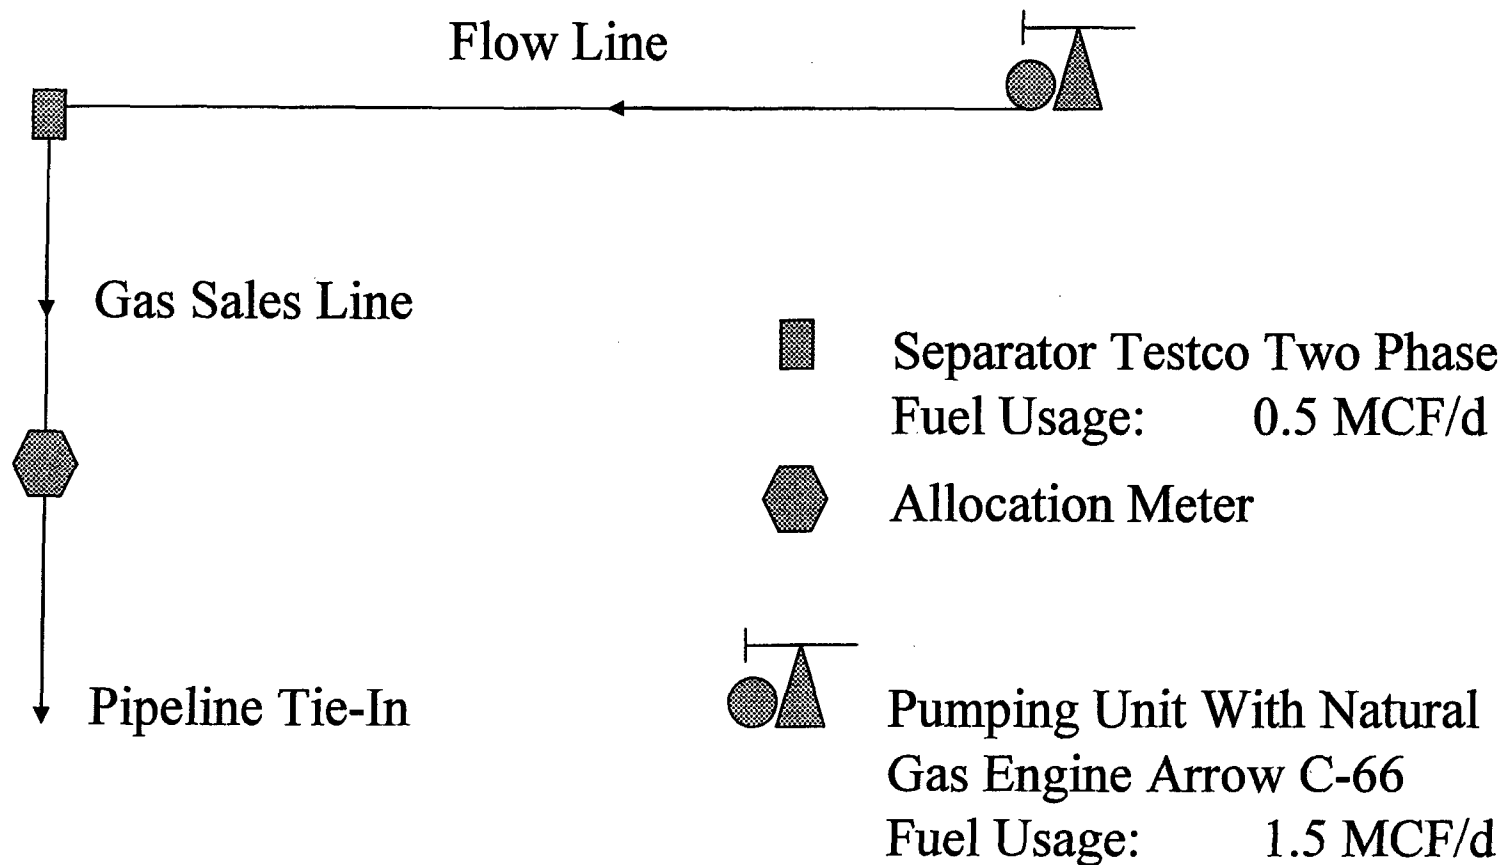 Flow Line
Gas Sales Line
Separator Testco Two Phase
Fuel Usage: 0.5 MCF/d
Allocation Meter
Pipeline Tie-In
Pumping Unit With Natural
Gas Engine Arrow C-66
Fuel Usage: 1.5 MCF/d